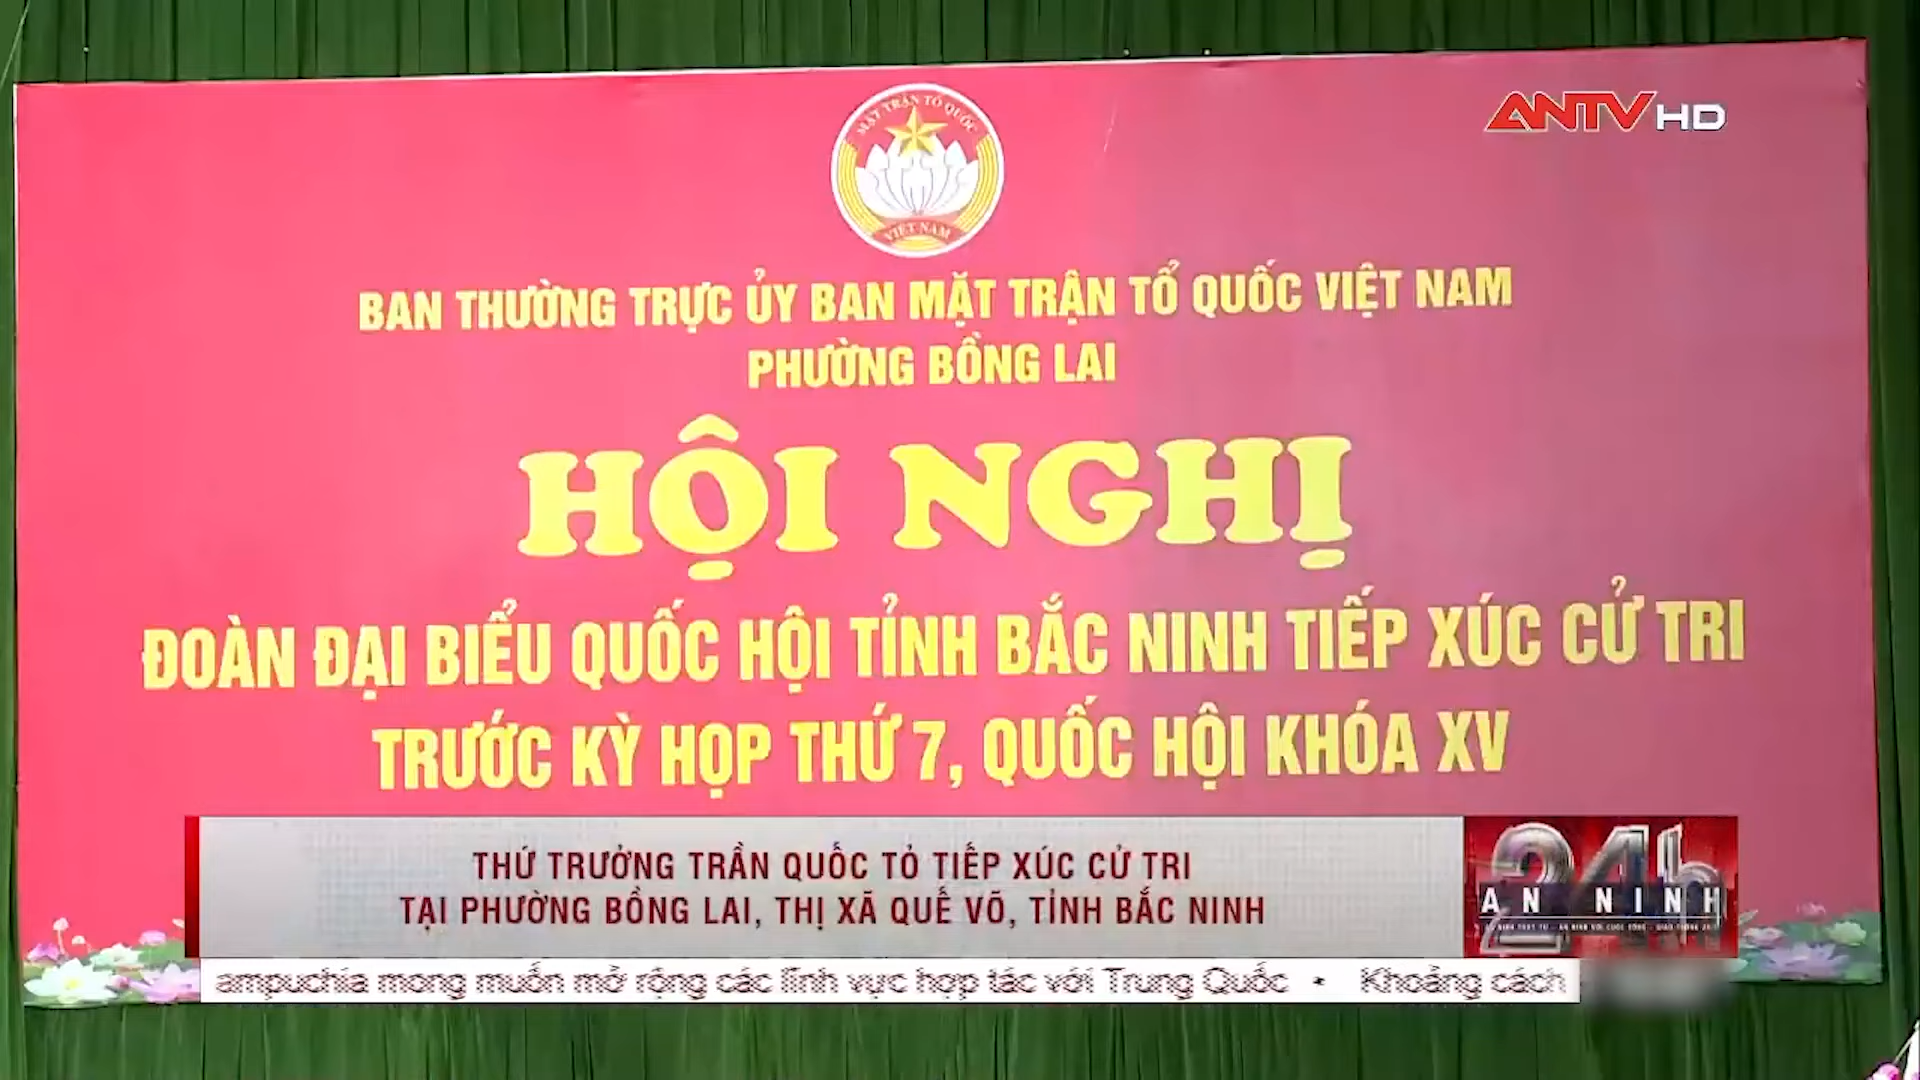 ANTV HD
MẶT TRẬN TỔ QUỐC
VIỆT NAM
BAN THƯỜNG TRỰC ỦY BAN MẶT TRẬN TỔ QUỐC VIỆT NAM
PHƯỜNG BỒNG LAI
HỘI NGHỊ
ĐOÀN ĐẠI BIỂU QUỐC HỘI TỈNH BẮC NINH TIẾP XÚC CỬ TRI
TRƯỚC KỲ HỌP THỨ 7, QUỐC HỘI KHÓA XV
THỨ TRƯỞNG TRẦN QUỐC TỎ TIẾP XÚC CỬ TRI
TẠI PHƯỜNG BỒNG LAI, THỊ XÃ QUẾ VÕ, TỈNH BẮC NINH
24h
AN NINH
ampuchia mong muốn mở rộng các lĩnh vực hợp tác với Trung Quốc • Khoảng cách